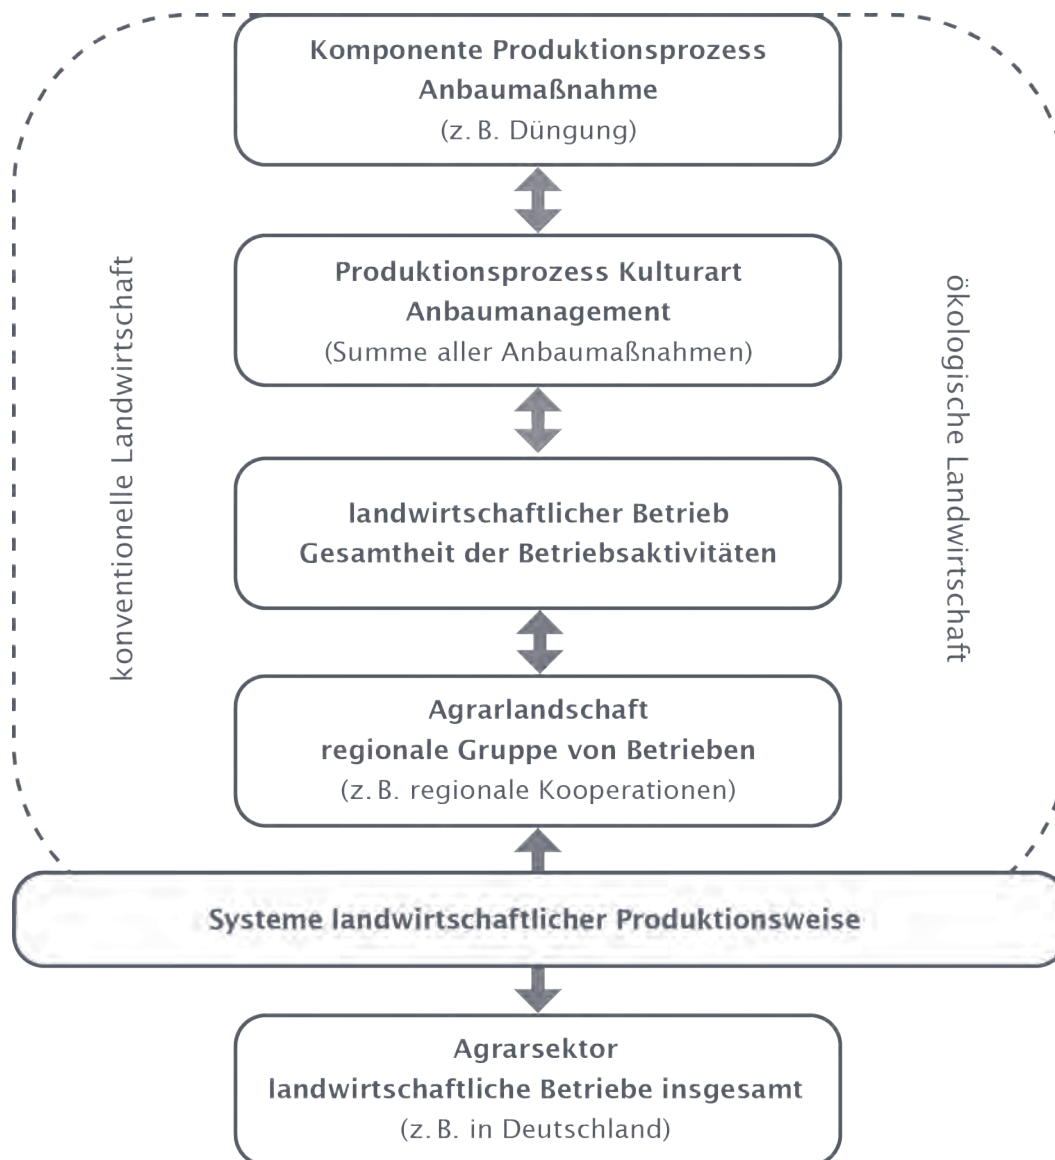 Komponente Produktionsprozess
Anbaumaßnahme
(z. B. Düngung)
Produktionsprozess Kulturart
Anbaumanagement
(Summe aller Anbaumaßnahmen)
konventionelle Landwirtschaft
ökologische Landwirtschaft
landwirtschaftlicher Betrieb
Gesamtheit der Betriebsaktivitäten
Agrarlandschaft
regionale Gruppe von Betrieben
(z. B. regionale Kooperationen)
Systeme landwirtschaftlicher Produktionsweise
Agrarsektor
landwirtschaftliche Betriebe insgesamt
(z. B. in Deutschland)